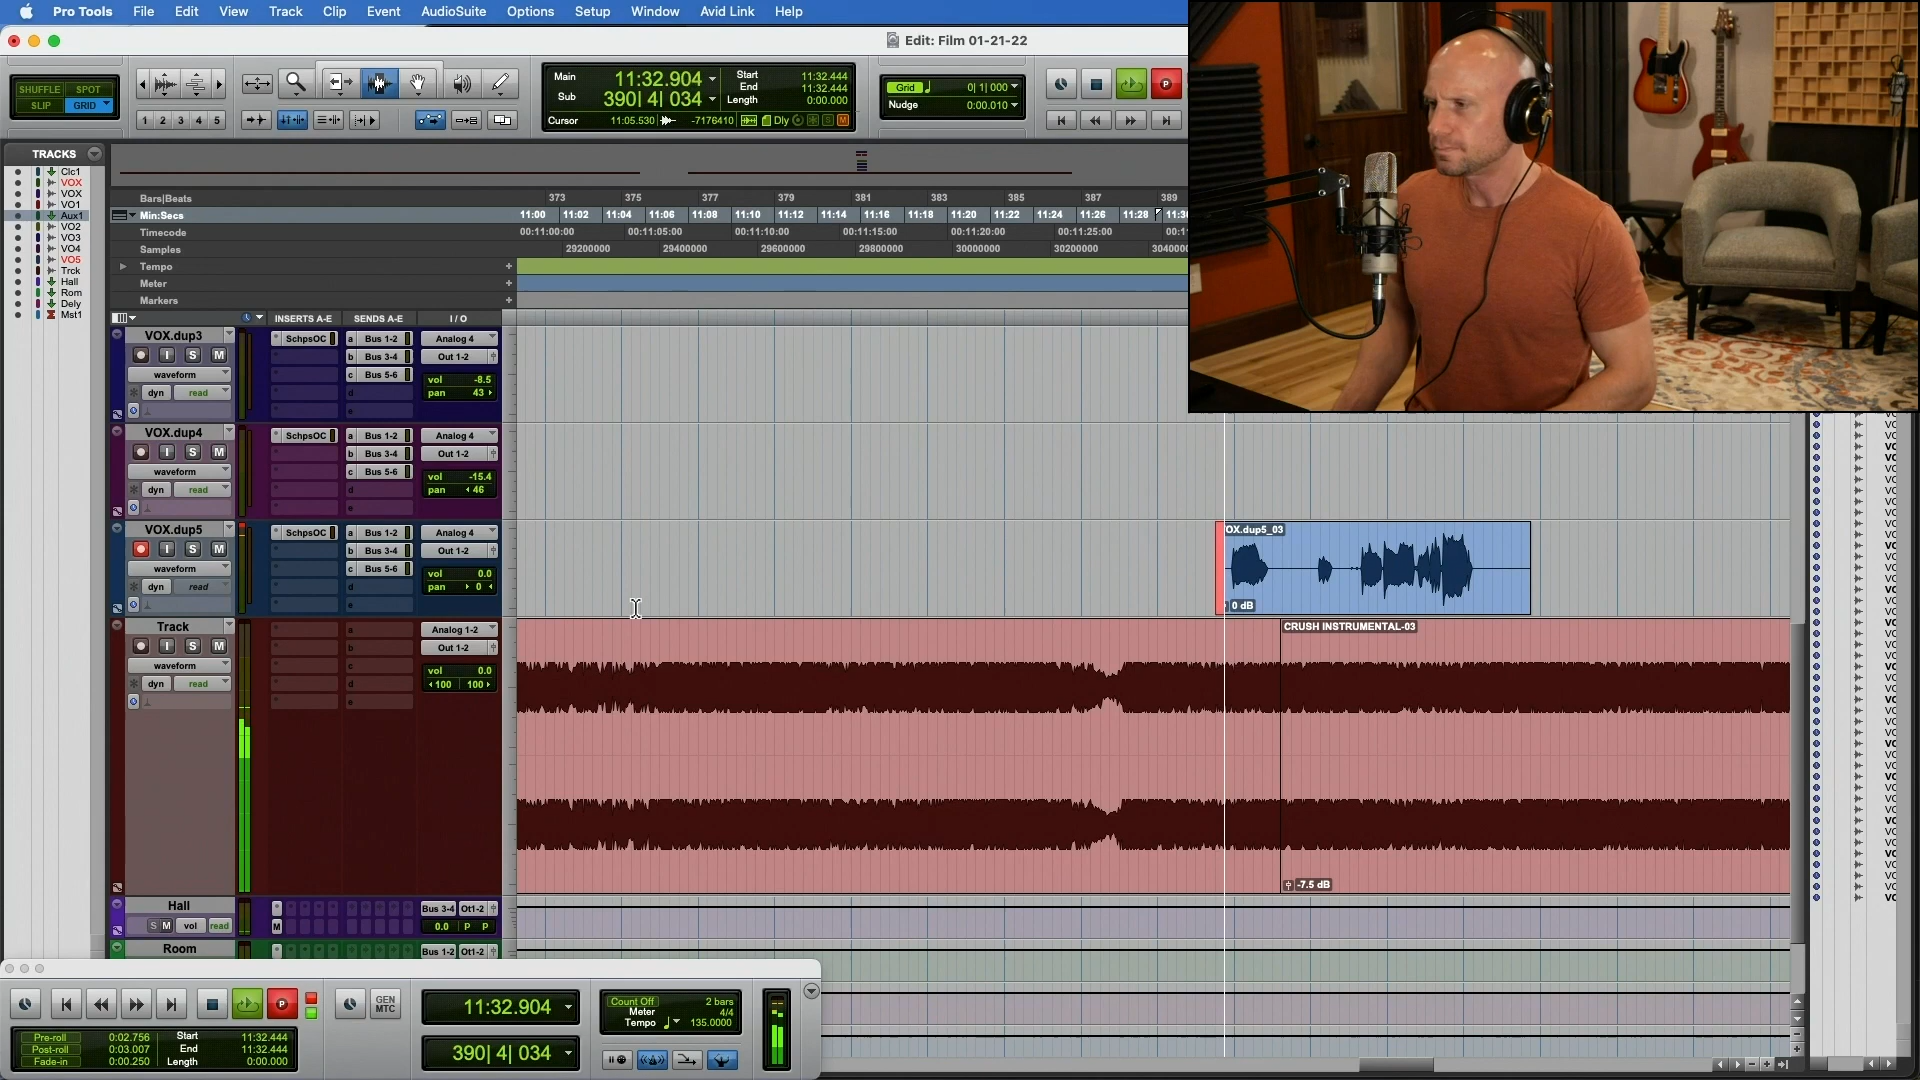 Pro Tools File Edit View Track Clip Event AudioSuite Options Setup Window Avid Link Help
Edit: Film 01-21-22
SHUFFLE SPOT
SLIP GRID
1 2 3 4 5
Main 11:32.904
Sub 390| 4| 034
Start 11:32.444
End 11:32.444
Length 0:00.000
Cursor 11:05.530 -7176410 Dly
Grid 0| 1| 000
Nudge 0:00.010
P
TRACKS
Clc1
VOX
VOX
VO1
Aux1
VO2
VO3
VO4
VO5
Trck
Hall
Rom
Dely
Mst1
Bars|Beats 373 375 377 379 381 383 385 387 389
Min:Secs 11:00 11:02 11:04 11:06 11:08 11:10 11:12 11:14 11:16 11:18 11:20 11:22 11:24 11:26 11:28
Timecode 00:11:00:00 00:11:05:00 00:11:10:00 00:11:15:00 00:11:20:00 00:11:25:00
Samples 29200000 29400000 29600000 29800000 30000000 30200000
Tempo
Meter
Markers
INSERTS A-E SENDS A-E I / O
VOX.dup3 SchpsOC a Bus 1-2 Analog 4
I S M b Bus 3-4 Out 1-2
waveform c Bus 5-6 vol -8.5
dyn read d pan 43
e
VOX.dup4 SchpsOC a Bus 1-2 Analog 4
I S M b Bus 3-4 Out 1-2
waveform c Bus 5-6 vol -15.4
dyn read d pan 46
e
VOX.dup5 SchpsOC a Bus 1-2 Analog 4
I S M b Bus 3-4 Out 1-2
waveform c Bus 5-6 vol 0.0
dyn read d pan 0
e
OX.dup5_03
0 dB
Track a Analog 1-2
I S M b Out 1-2
waveform c vol 0.0
dyn read d 100 100
e
CRUSH INSTRUMENTAL-03
-7.5 dB
Hall Bus 3-4 Ot1-2
S M vol read M 0.0 P P
Room Bus 1-2 Ot1-2
P
GEN
MTC
11:32.904
390| 4| 034
Count Off 2 bars
Meter 4/4
Tempo 135.0000
Pre-roll 0:02.756
Post-roll 0:03.007
Fade-in 0:00.250
Start 11:32.444
End 11:32.444
Length 0:00.000